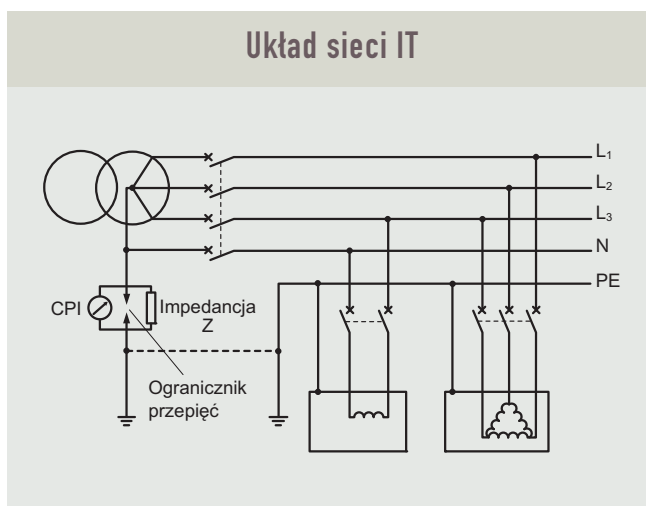 Układ sieci IT
L₁
L₂
L₃
N
PE
CPI
Impedancja
Z
Ogranicznik
przepięć